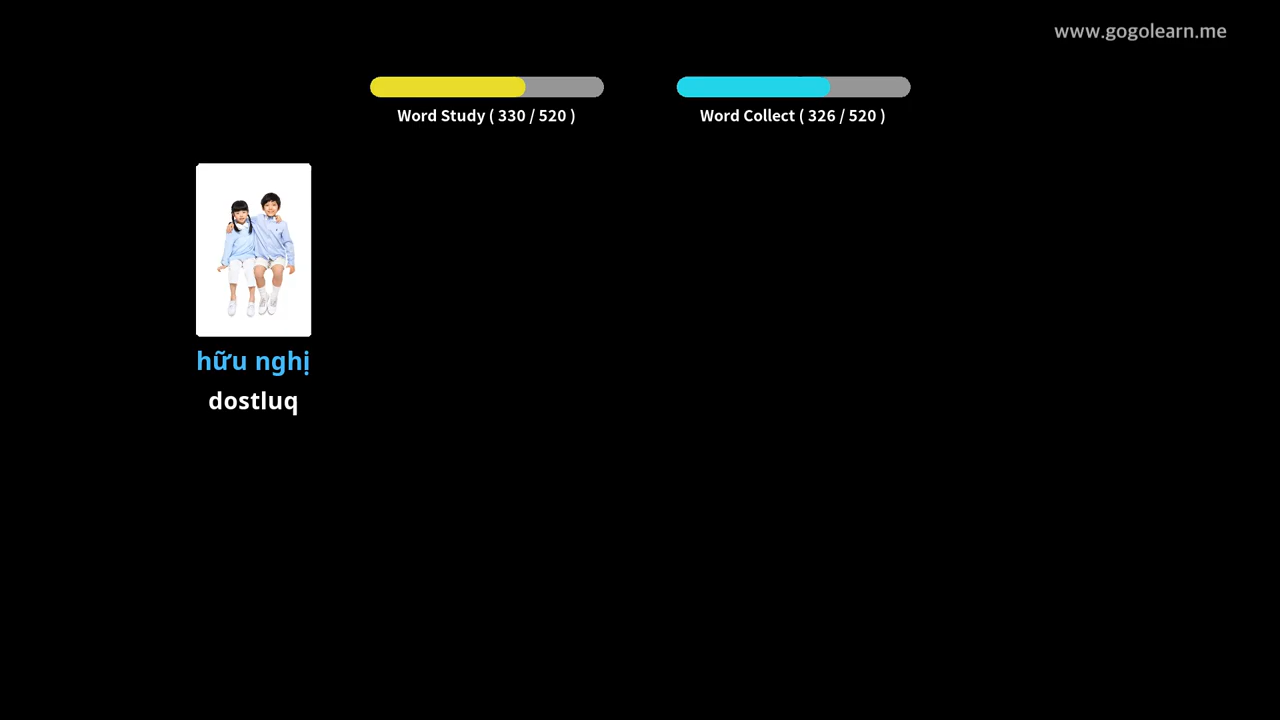 www.gogolearn.me
Word Study ( 330 / 520 )
Word Collect ( 326 / 520 )
hữu nghị
dostluq